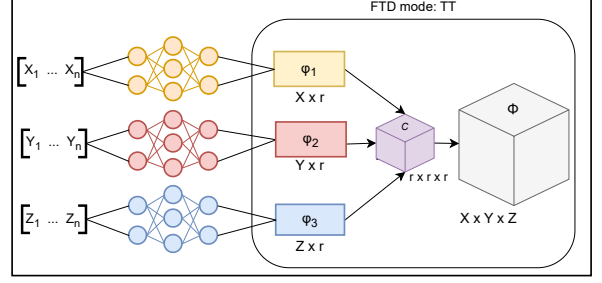 FTD mode: TT
[X₁ ... Xₙ]
φ₁
X x r
[Y₁ ... Yₙ]
φ₂
Y x r
[Z₁ ... Zₙ]
φ₃
Z x r
C
r x r x r
Φ
X x Y x Z